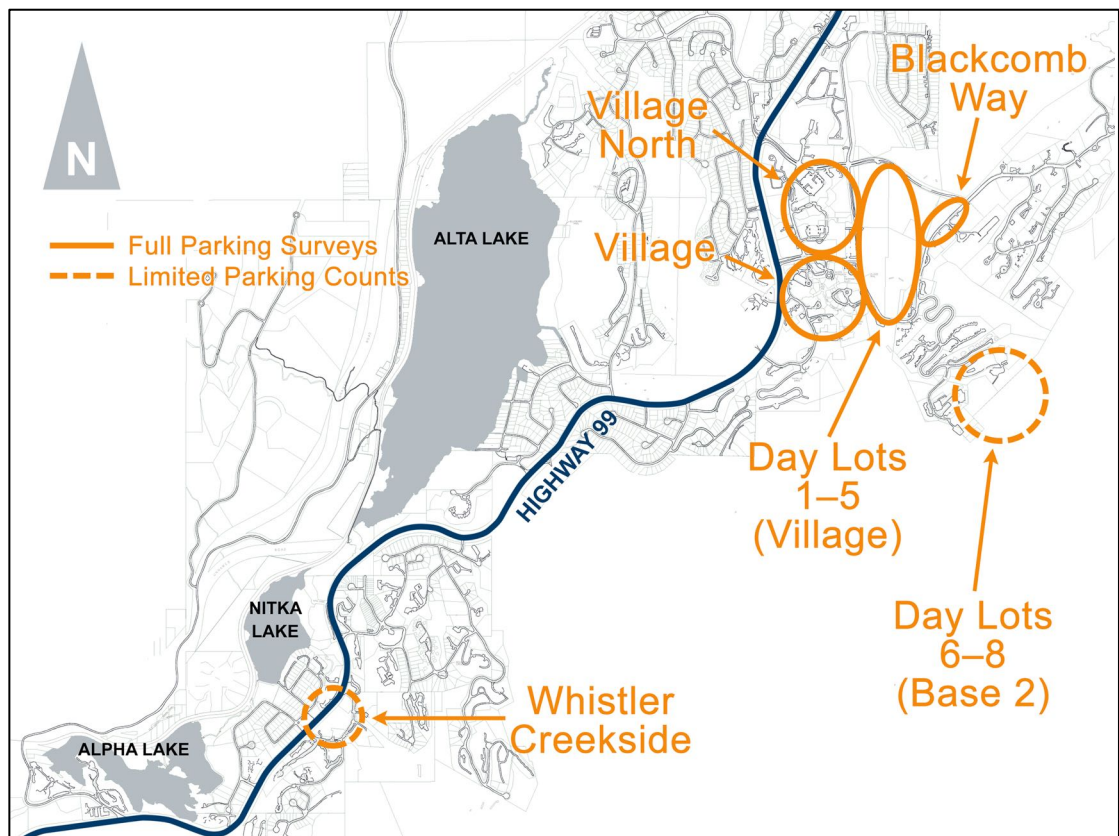 N
Full Parking Surveys
Limited Parking Counts
Blackcomb
Way
Village
North
Village
ALTA LAKE
HIGHWAY 99
Day Lots
1–5
(Village)
Day Lots
6–8
(Base 2)
NITKA
LAKE
Whistler
Creekside
ALPHA LAKE